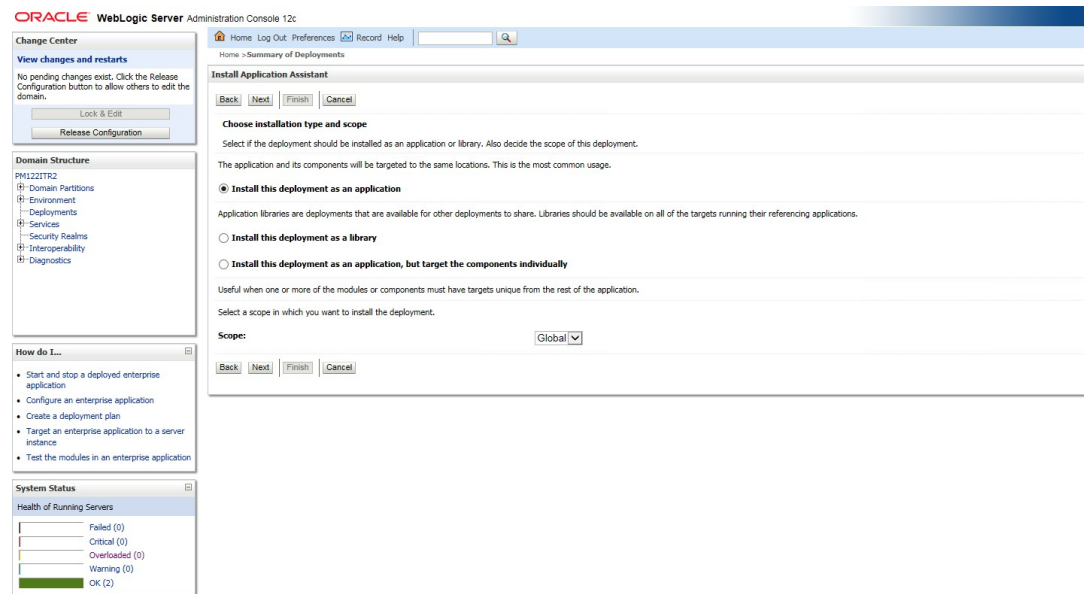 ORACLE WebLogic Server Administration Console 12c
Change Center
View changes and restarts
No pending changes exist. Click the Release
Configuration button to allow others to edit the
domain.
Lock & Edit
Release Configuration
Domain Structure
PM122ITR2
Domain Partitions
Environment
Deployments
Services
Security Realms
Interoperability
Diagnostics
How do I...
Start and stop a deployed enterprise
application
Configure an enterprise application
Create a deployment plan
Target an enterprise application to a server
instance
Test the modules in an enterprise application
System Status
Health of Running Servers
Failed (0)
Critical (0)
Overloaded (0)
Warning (0)
OK (2)
Home Log Out Preferences Record Help
Home >Summary of Deployments
Install Application Assistant
Back Next Finish Cancel
Choose installation type and scope
Select if the deployment should be installed as an application or library. Also decide the scope of this deployment.
The application and its components will be targeted to the same locations. This is the most common usage.
Install this deployment as an application
Application libraries are deployments that are available for other deployments to share. Libraries should be available on all of the targets running their referencing applications.
Install this deployment as a library
Install this deployment as an application, but target the components individually
Useful when one or more of the modules or components must have targets unique from the rest of the application.
Select a scope in which you want to install the deployment.
Scope: Global
Back Next Finish Cancel